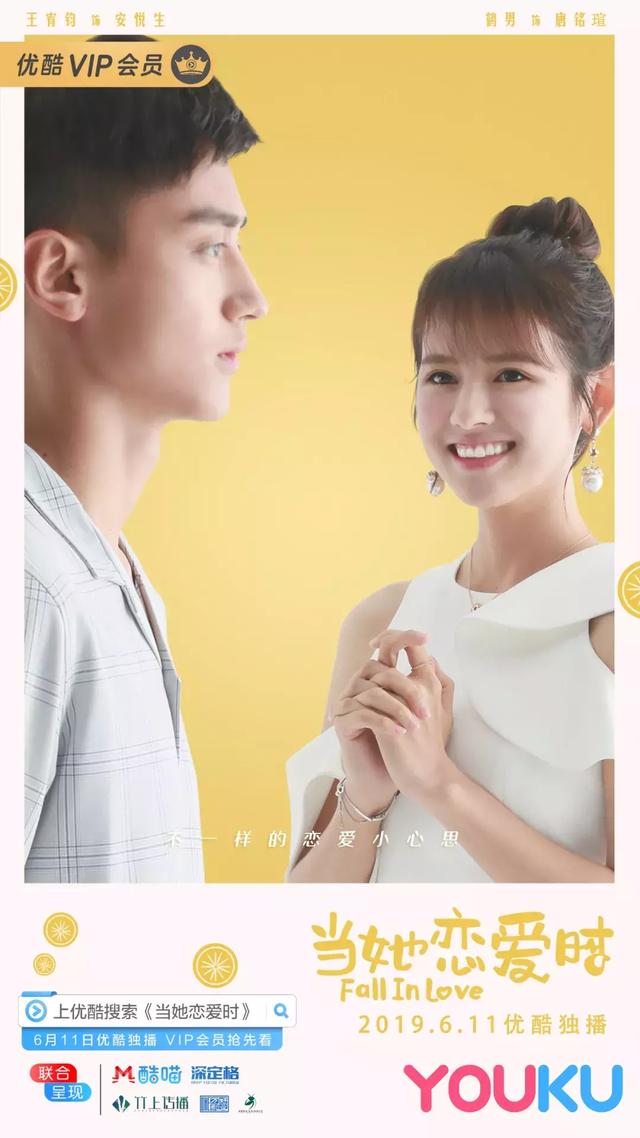 王宥钧 饰 安悦生
鹤男 饰 唐铭瑄
优酷VIP会员
不一样的恋爱小心思
当她恋爱时
Fall In Love
2019.6.11优酷独播
上优酷搜索《当她恋爱时》
6月11日优酷独播 VIP会员抢先看
联合呈现
酷喵 深定格
YOUKU